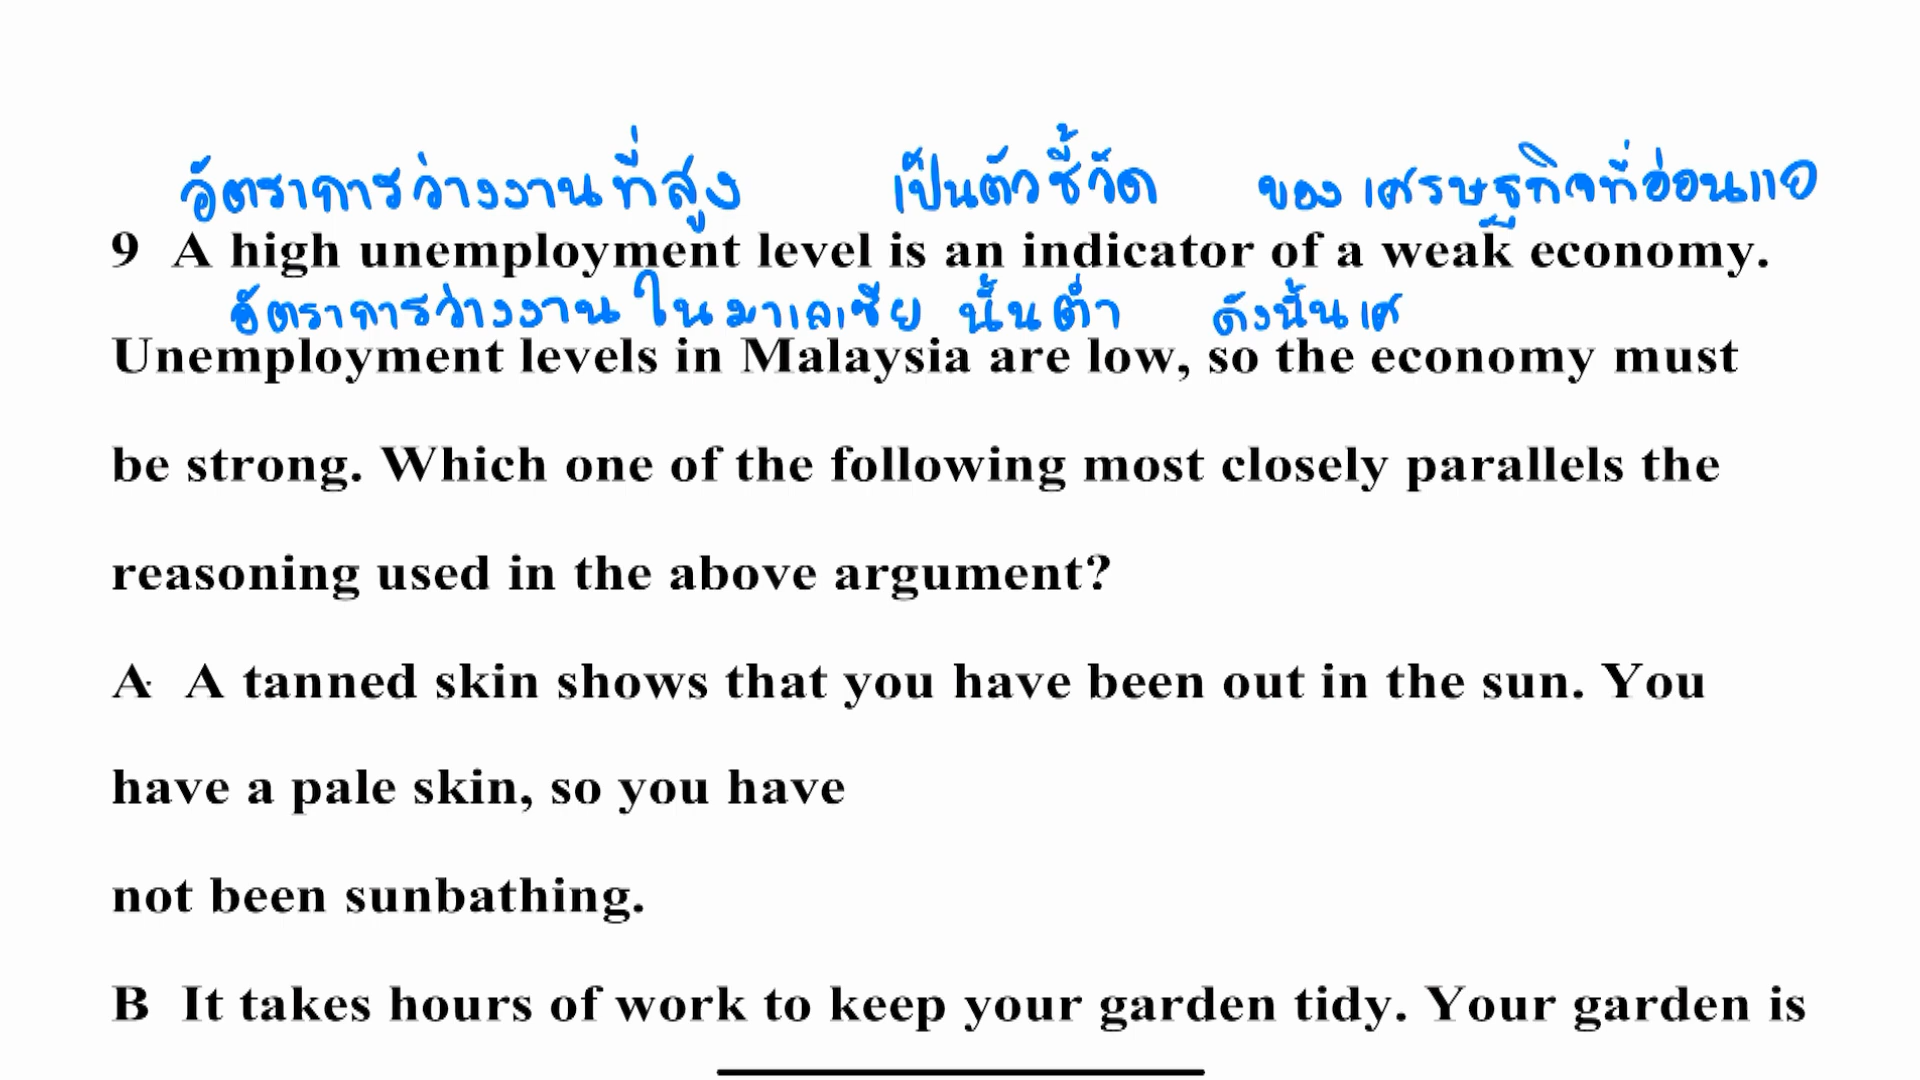 อัตราการว่างงานที่สูง เป็นตัวชี้วัด ของ เศรษฐกิจที่อ่อนแอ
9 A high unemployment level is an indicator of a weak economy.
อัตราการว่างงาน ในมาเลเซีย นั้นต่ำ ดังนั้นเศ
Unemployment levels in Malaysia are low, so the economy must
be strong. Which one of the following most closely parallels the
reasoning used in the above argument?
A A tanned skin shows that you have been out in the sun. You
have a pale skin, so you have
not been sunbathing.
B It takes hours of work to keep your garden tidy. Your garden is